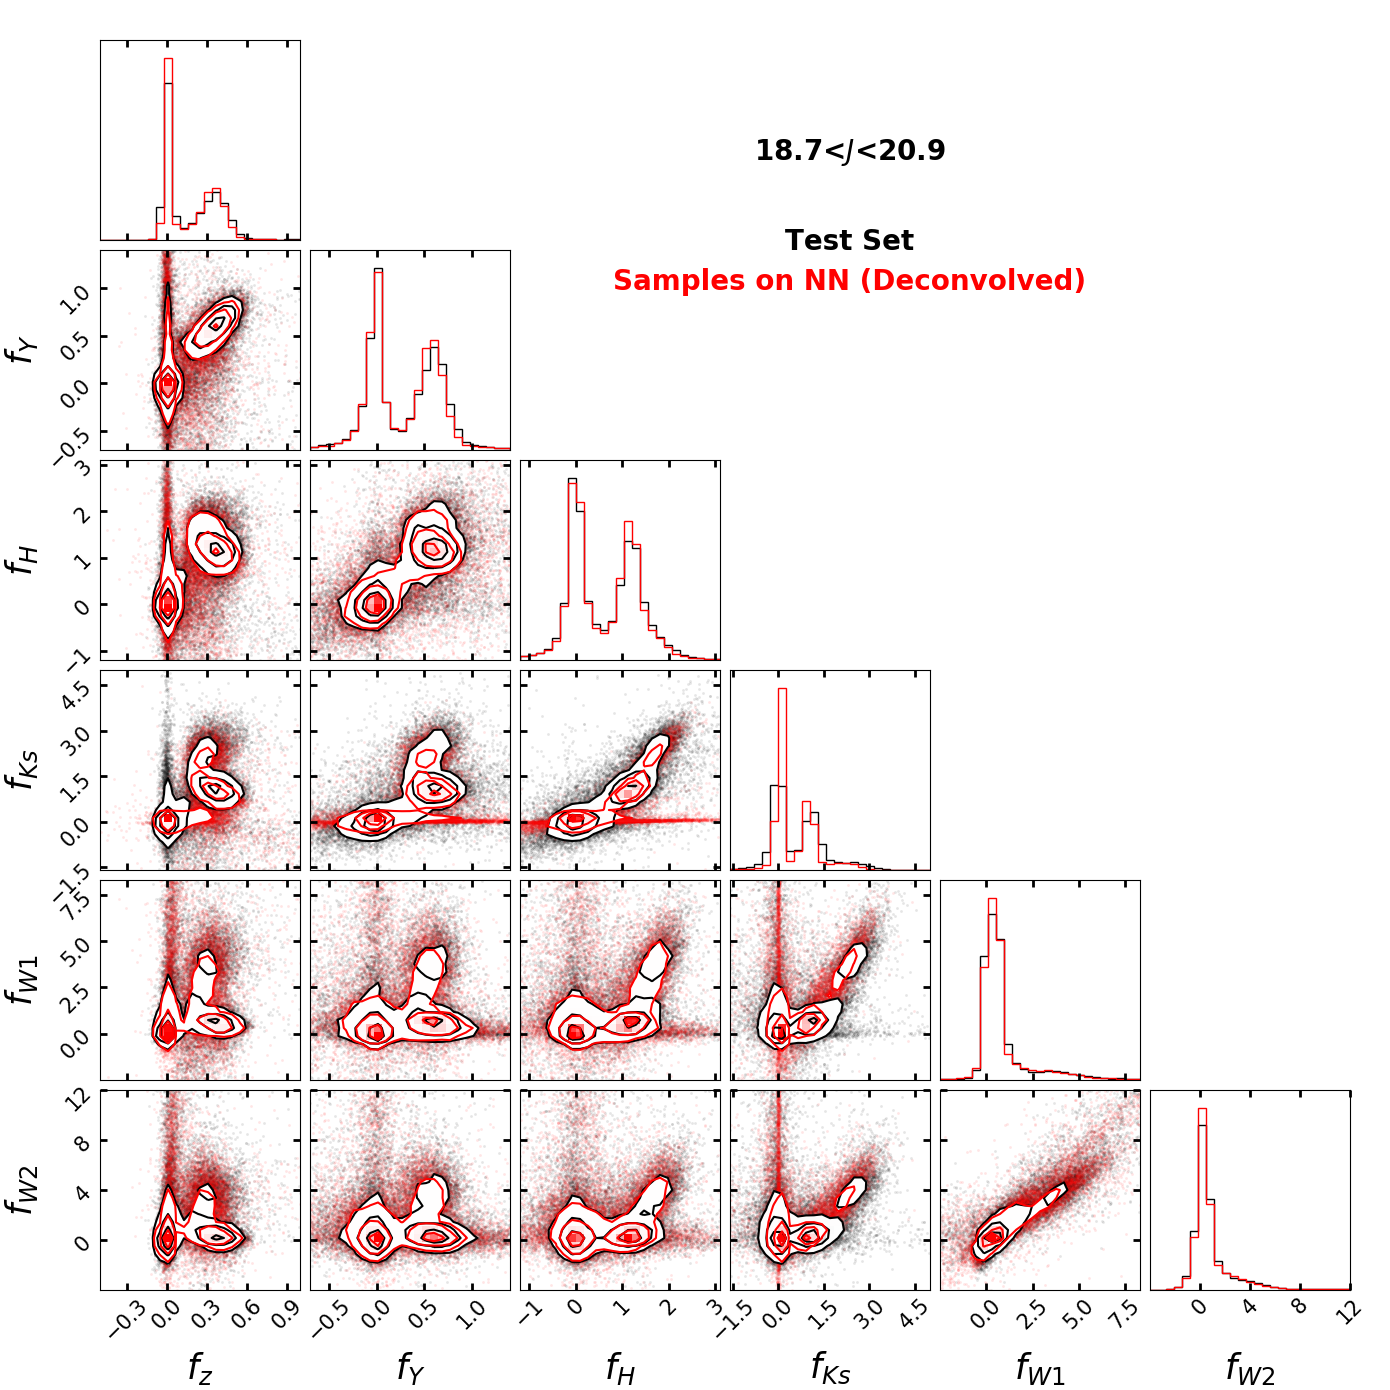 18.7<J<20.9
Test Set
Samples on NN (Deconvolved)
f_Y
1.0
0.5
0.0
−0.5
f_H
3
2
1
0
−1
f_Ks
4.5
3.0
1.5
0.0
−1.5
f_W1
7.5
5.0
2.5
0.0
f_W2
12
8
4
0
−0.3 0.0 0.3 0.6 0.9 −0.5 0.0 0.5 1.0 −1 0 1 2 3 −1.5 0.0 1.5 3.0 4.5 0.0 2.5 5.0 7.5 0 4 8 12
f_z f_Y f_H f_Ks f_W1 f_W2